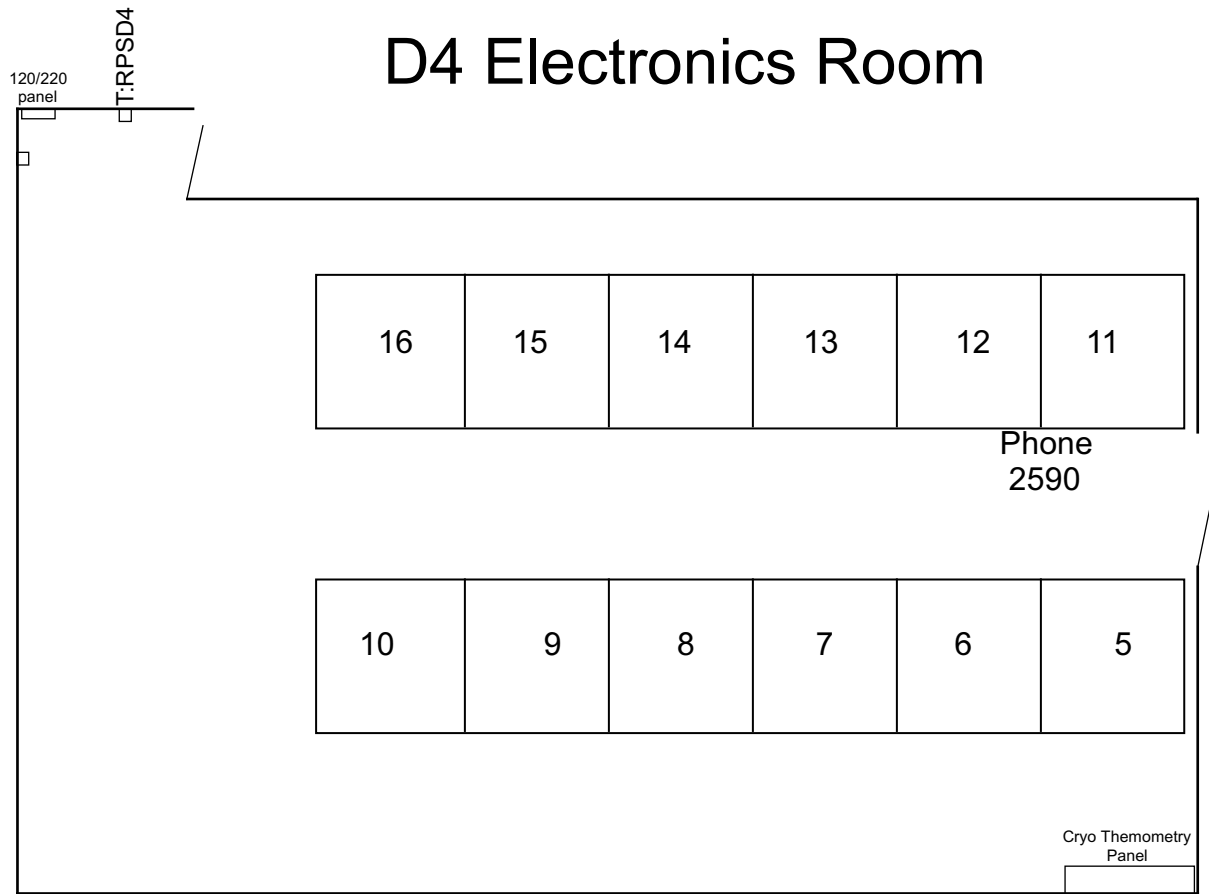 D4 Electronics Room
T:RPSD4
120/220
panel
16 15 14 13 12 11
Phone
2590
10 9 8 7 6 5
Cryo Themometry
Panel